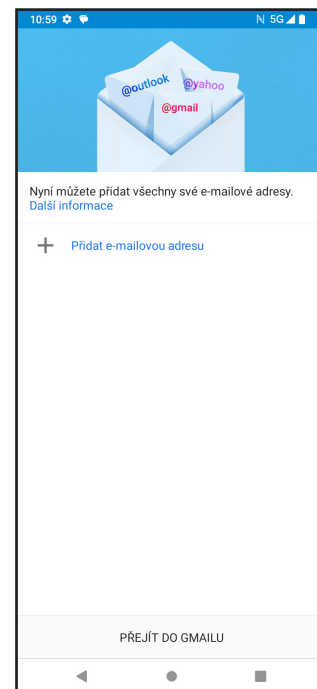 10:59 5G
@outlook @yahoo
@gmail
Nyní můžete přidat všechny své e-mailové adresy.
Další informace
Přidat e-mailovou adresu
PŘEJÍT DO GMAILU